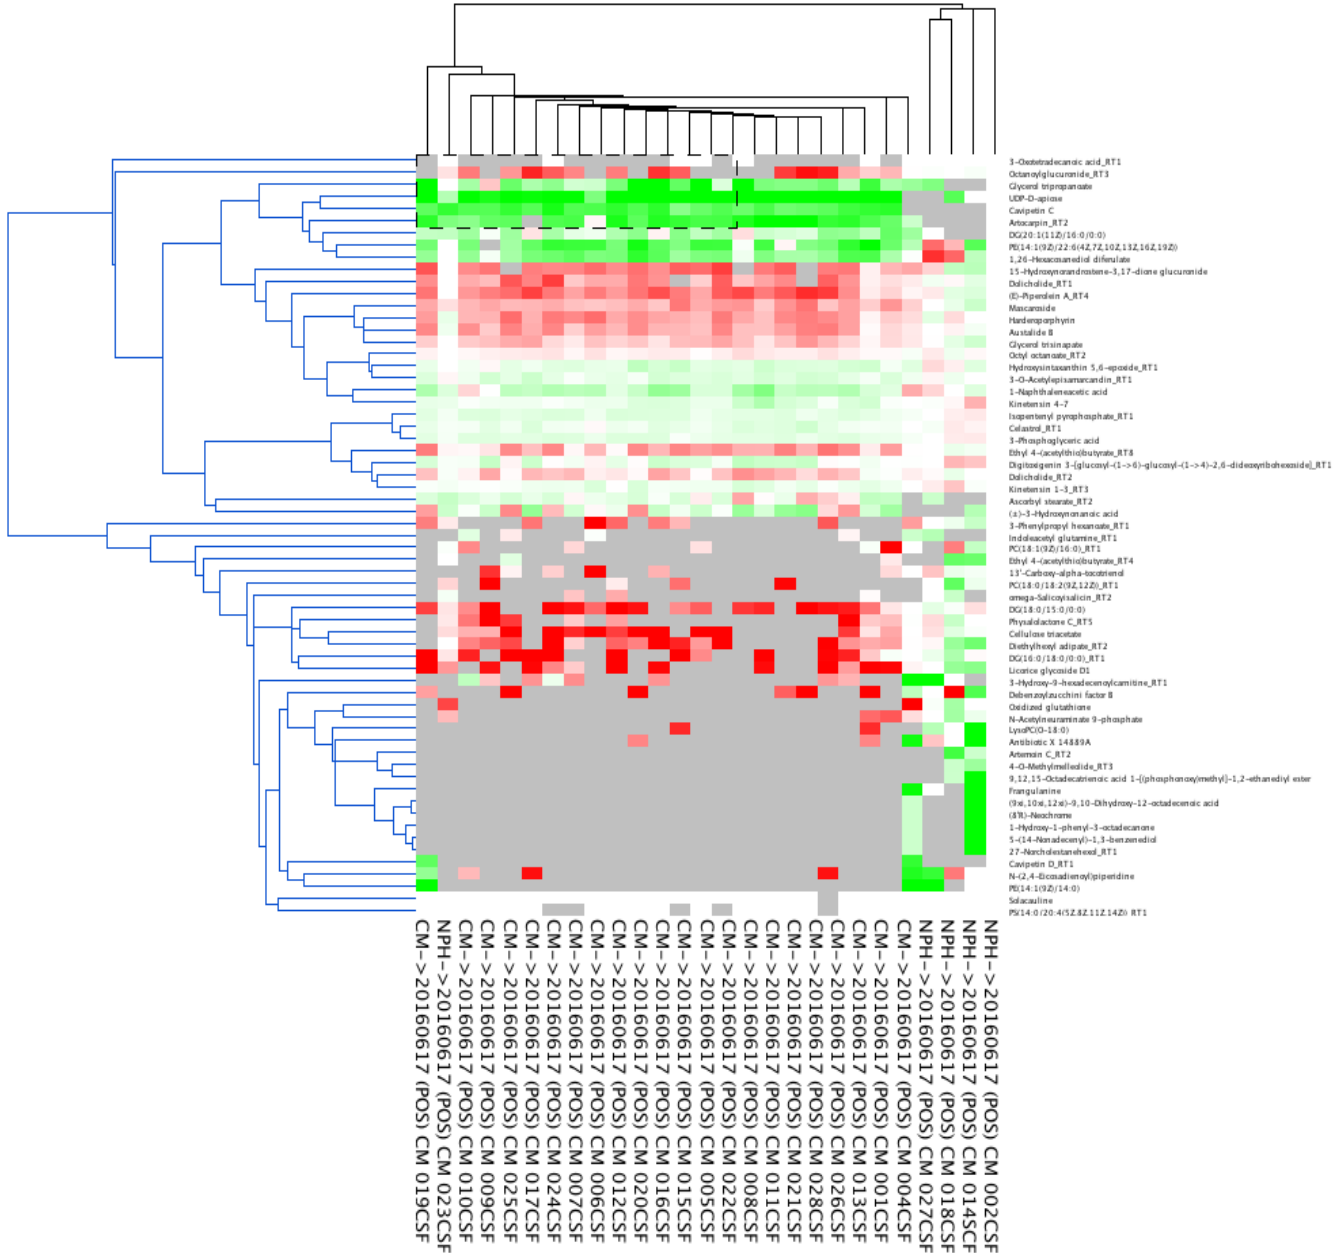 3-Oxotetradecanoic acid_RT1
Octanoylglucuronide_RT3
Glycerol tripropanoate
UDP-D-apiose
Cavipetin C
Artocarpin_RT2
DG(20:1(11Z)/16:0/0:0)
PE(14:1(9Z)/22:6(4Z,7Z,10Z,13Z,16Z,19Z))
1,26-Hexacosanediol diferulate
15-Hydroxynorandrostene-3,17-dione glucuronide
Dolicholide_RT1
(E)-Piperolein A_RT4
Mascaroside
Harderoporphyrin
Austalide B
Glycerol trisinapate
Octyl octanoate_RT2
Hydroxysintaxanthin 5,6-epoxide_RT1
3-O-Acetylepisamarcandin_RT1
1-Naphthaleneacetic acid
Kinetensin 4-7
Isopentenyl pyrophosphate_RT1
Celastrol_RT1
3-Phosphoglyceric acid
Ethyl 4-(acetylthio)butyrate_RT8
Digitoxigenin 3-[glucosyl-(1->6)-glucosyl-(1->4)-2,6-dideoxyribohexoside]_RT1
Dolicholide_RT2
Kinetensin 1-3_RT3
Ascorbyl stearate_RT2
(±)-3-Hydroxynonanoic acid
3-Phenylpropyl hexanoate_RT1
Indoleacetyl glutamine_RT1
PC(18:1(9Z)/16:0)_RT1
Ethyl 4-(acetylthio)butyrate_RT4
13'-Carboxy-alpha-tocotrienol
PC(18:0/18:2(9Z,12Z))_RT1
omega-Salicoyisalicin_RT2
DG(18:0/15:0/0:0)
Physalolactone C_RT5
Cellulose triacetate
Diethylhexyl adipate_RT2
DG(16:0/18:0/0:0)_RT1
Licorice glycoside D1
3-Hydroxy-9-hexadecenoylcarnitine_RT1
Debenzoylzucchini factor B
Oxidized glutathione
N-Acetylneuraminate 9-phosphate
LysoPC(O-18:0)
Antibiotic X 14889A
Artemoin C_RT2
4-O-Methylmelleolide_RT3
9,12,15-Octadecatrienoic acid 1-[(phosphonoxy)methyl]-1,2-ethanediyl ester
Frangulanine
(9xi,10xi,12xi)-9,10-Dihydroxy-12-octadecenoic acid
(8'R)-Neochrome
1-Hydroxy-1-phenyl-3-octadecanone
5-(14-Nonadecenyl)-1,3-benzenediol
27-Norcholestanehexol_RT1
Cavipetin D_RT1
N-(2,4-Eicosadienoyl)piperidine
PE(14:1(9Z)/14:0)
Solacauline
PS(14:0/20:4(5Z,8Z,11Z,14Z))_RT1
CM->20160617 (POS) CM 019CSF
NPH->20160617 (POS) CM 023CSF
CM->20160617 (POS) CM 010CSF
CM->20160617 (POS) CM 009CSF
CM->20160617 (POS) CM 025CSF
CM->20160617 (POS) CM 017CSF
CM->20160617 (POS) CM 024CSF
CM->20160617 (POS) CM 007CSF
CM->20160617 (POS) CM 006CSF
CM->20160617 (POS) CM 012CSF
CM->20160617 (POS) CM 020CSF
CM->20160617 (POS) CM 016CSF
CM->20160617 (POS) CM 015CSF
CM->20160617 (POS) CM 005CSF
CM->20160617 (POS) CM 022CSF
CM->20160617 (POS) CM 008CSF
CM->20160617 (POS) CM 011CSF
CM->20160617 (POS) CM 021CSF
CM->20160617 (POS) CM 028CSF
CM->20160617 (POS) CM 026CSF
CM->20160617 (POS) CM 013CSF
CM->20160617 (POS) CM 001CSF
CM->20160617 (POS) CM 004CSF
NPH->20160617 (POS) CM 027CSF
NPH->20160617 (POS) CM 018CSF
NPH->20160617 (POS) CM 014SCF
NPH->20160617 (POS) CM 002CSF